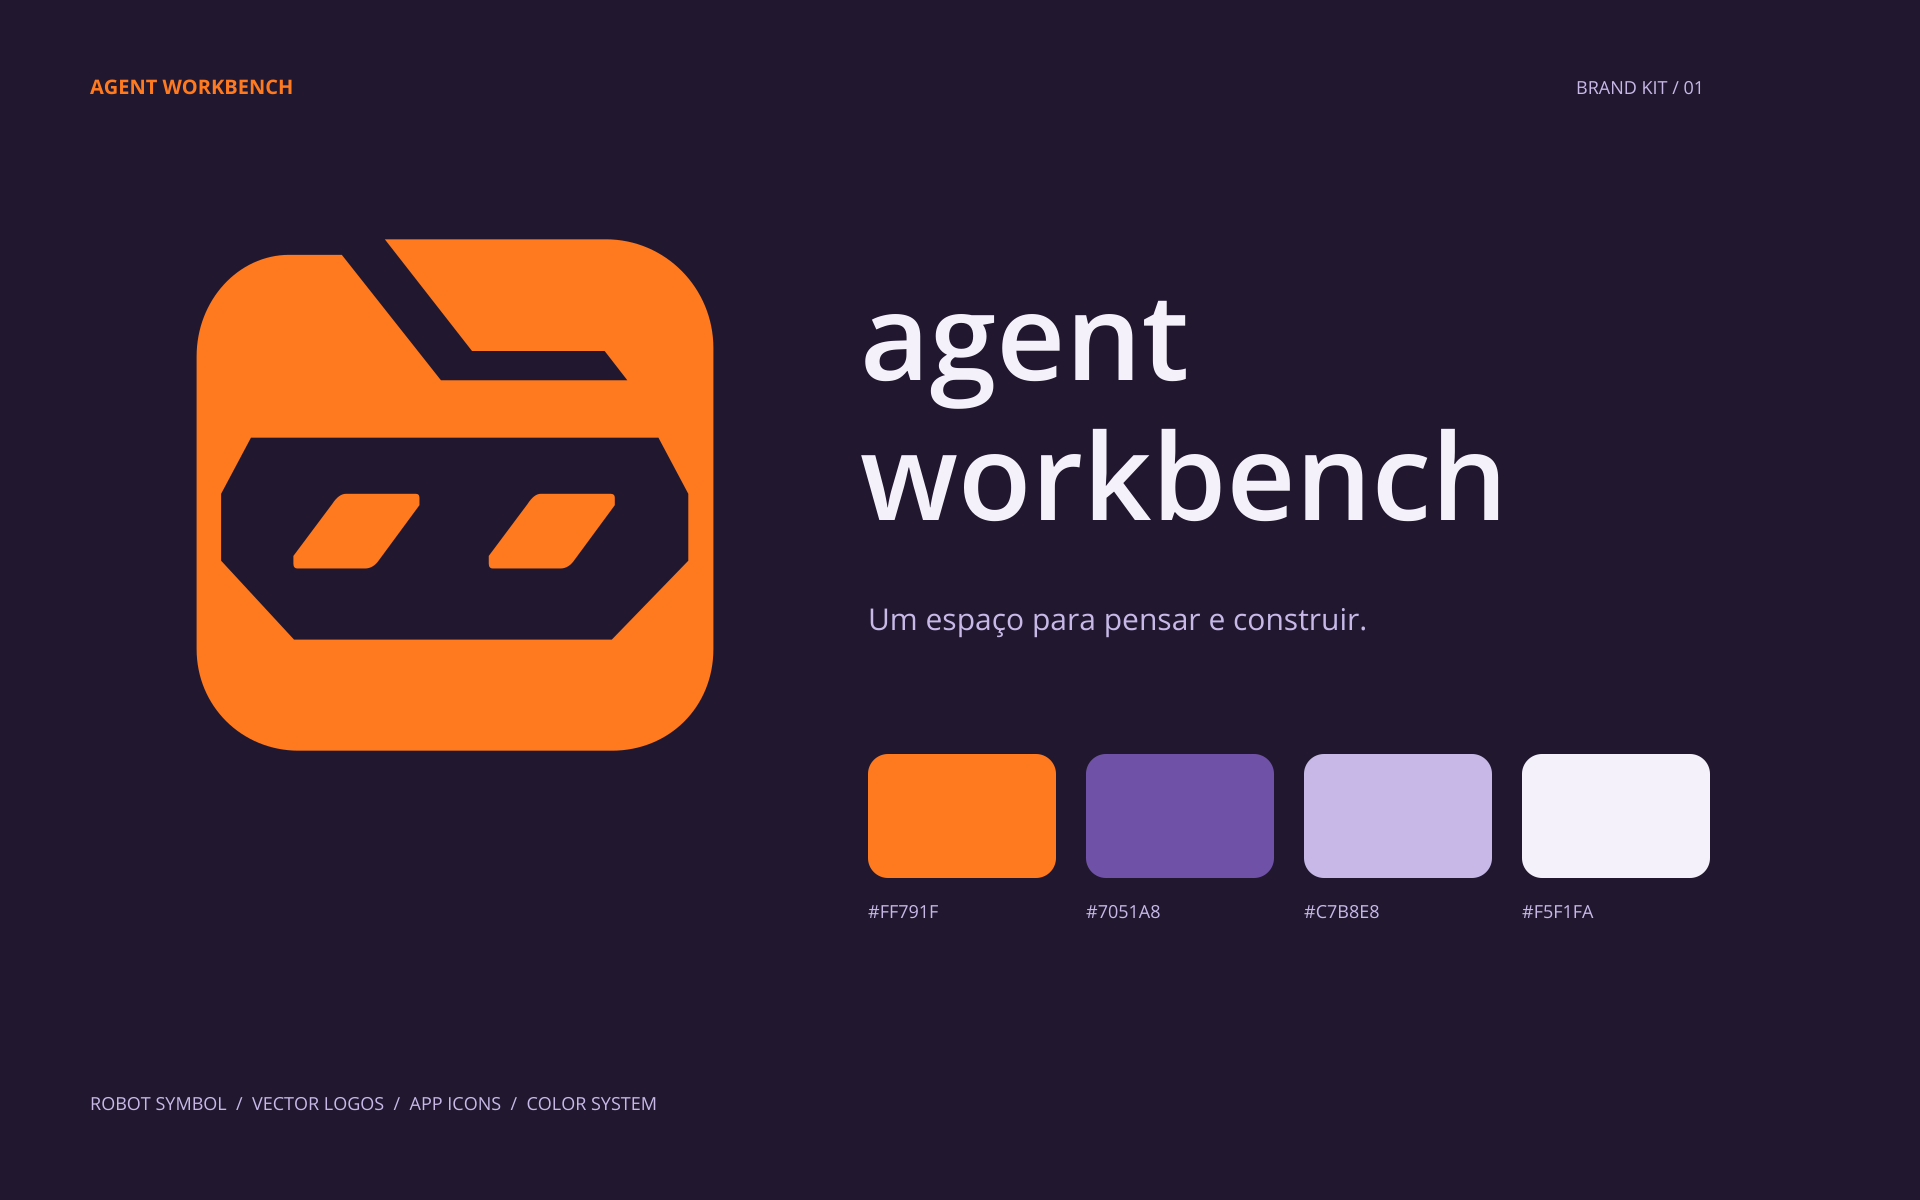 AGENT WORKBENCH
BRAND KIT / 01
agent
workbench
Um espaço para pensar e construir.
#FF791F
#7051A8
#C7B8E8
#F5F1FA
ROBOT SYMBOL / VECTOR LOGOS / APP ICONS / COLOR SYSTEM